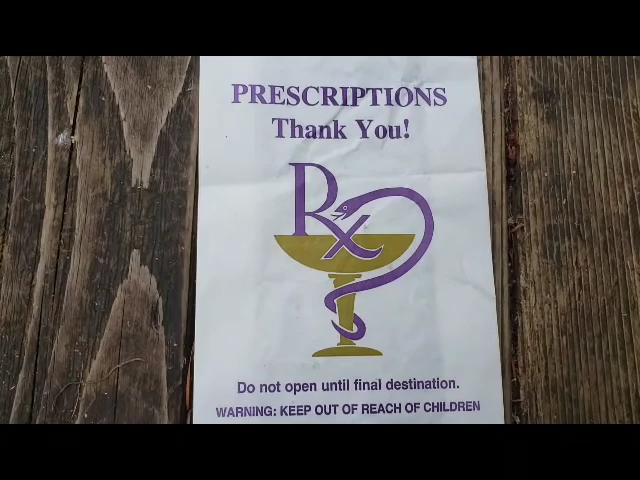 PRESCRIPTIONS
Thank You!
Rx
Do not open until final destination.
WARNING: KEEP OUT OF REACH OF CHILDREN